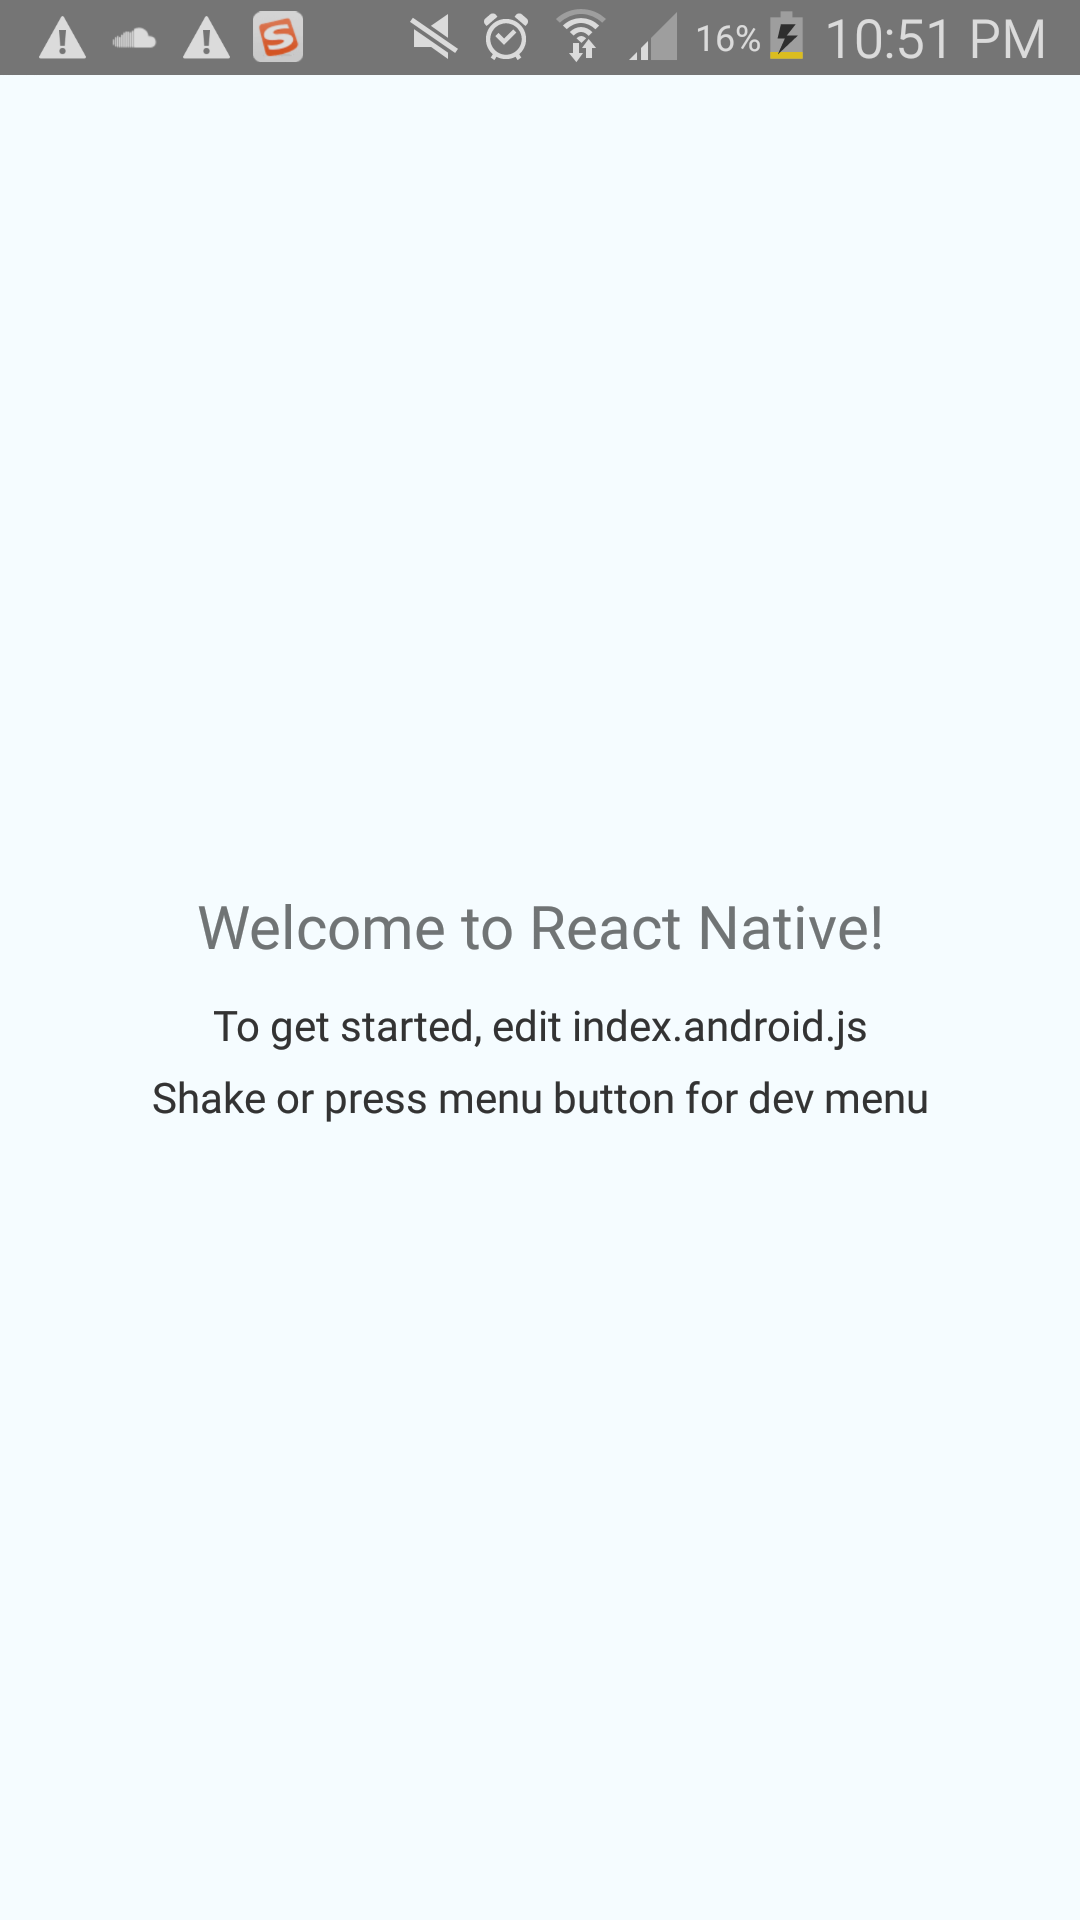 16% 10:51 PM
Welcome to React Native!
To get started, edit index.android.js
Shake or press menu button for dev menu